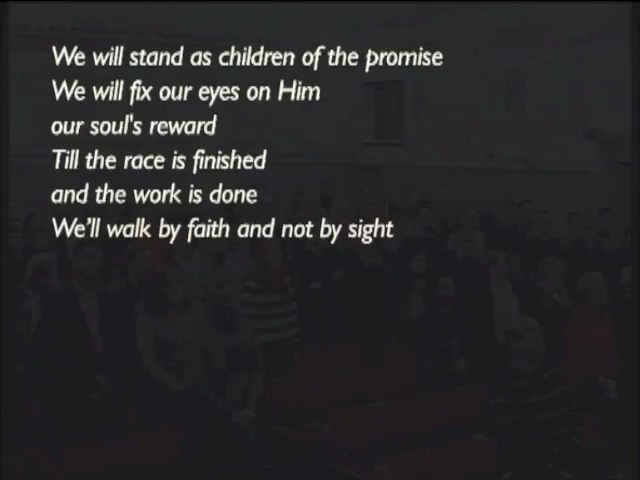 We will stand as children of the promise
We will fix our eyes on Him
our soul's reward
Till the race is finished
and the work is done
We'll walk by faith and not by sight